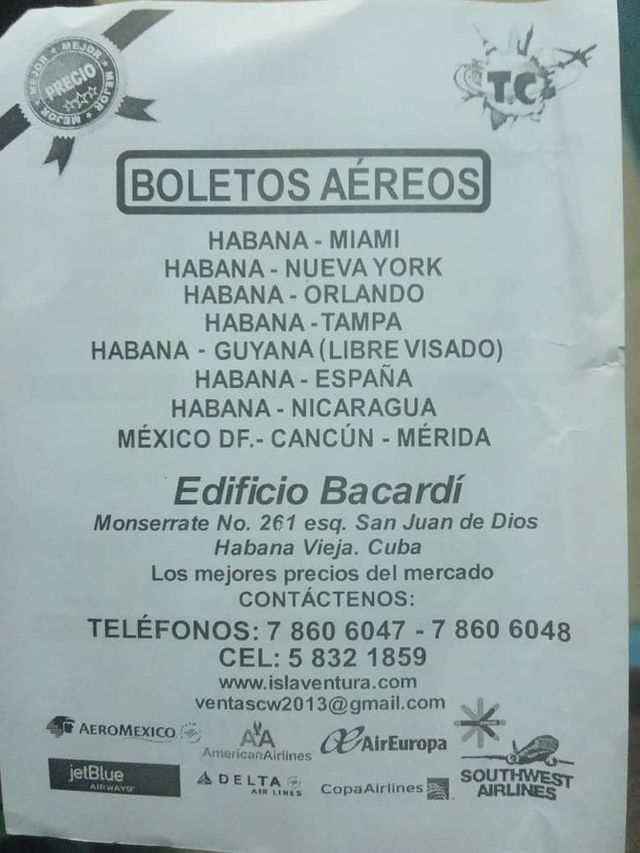 MEJOR MEJOR MEJOR MEJOR
PRECIO
T.C
BOLETOS AÉREOS
HABANA - MIAMI
HABANA - NUEVA YORK
HABANA - ORLANDO
HABANA -TAMPA
HABANA - GUYANA (LIBRE VISADO)
HABANA - ESPAÑA
HABANA - NICARAGUA
MÉXICO DF.- CANCÚN - MÉRIDA
Edificio Bacardí
Monserrate No. 261 esq. San Juan de Dios
Habana Vieja. Cuba
Los mejores precios del mercado
CONTÁCTENOS:
TELÉFONOS: 7 860 6047 - 7 860 6048
CEL: 5 832 1859
www.islaventura.com
ventascw2013@gmail.com
AEROMEXICO
AA
AmericanAirlines
AirEuropa
jetBlue
AIRWAYS
DELTA
AIR LINES
CopaAirlines
SOUTHWEST
AIRLINES